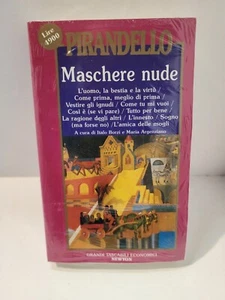 Lire
4900
PIRANDELLO
Maschere nude
L'uomo, la bestia e la virtù /
Come prima, meglio di prima /
Vestire gli ignudi / Come tu mi vuoi /
Così è (se vi pare) / Tutto per bene /
La ragione degli altri / L'innesto / Sogno
(ma forse no) / L'amica delle mogli
A cura di Italo Borzi e Maria Argenziano
GRANDI TASCABILI ECONOMICI
NEWTON